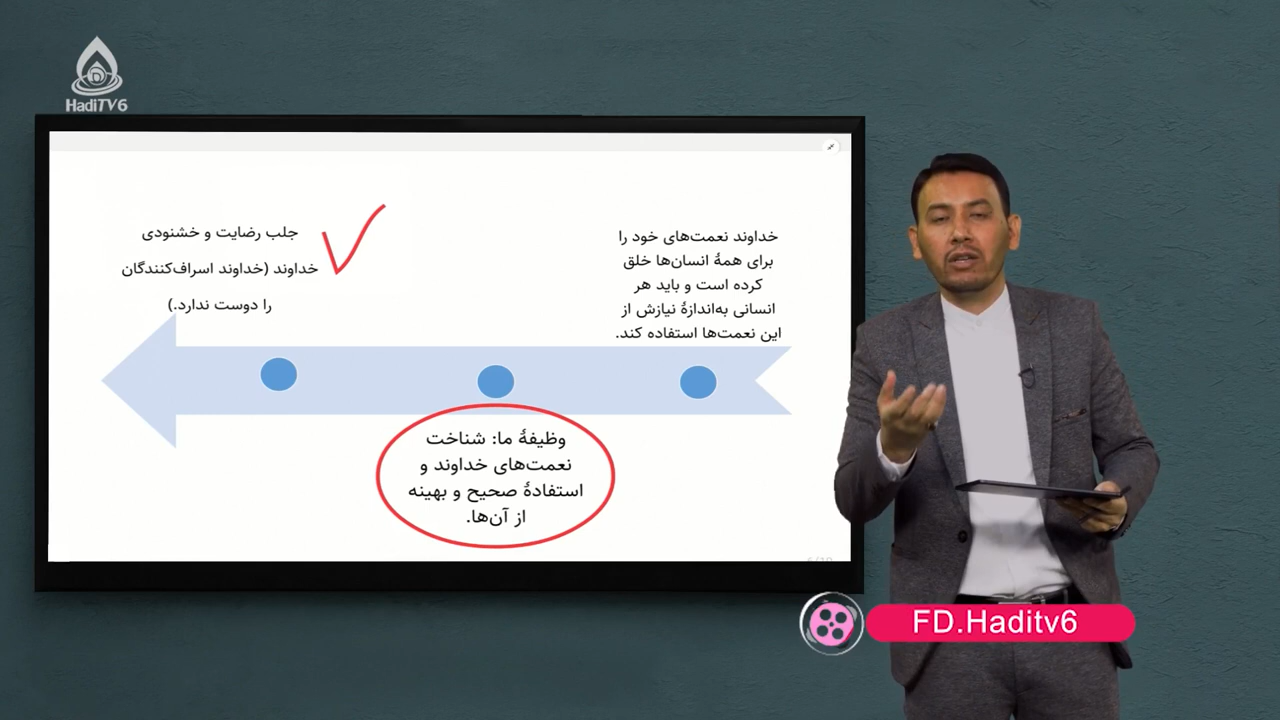 HadiTV6
خداوند نعمت‌های خود را
برای همهٔ انسان‌ها خلق
کرده است و باید هر
انسانی به‌اندازهٔ نیازش از
این نعمت‌ها استفاده کند.
وظیفهٔ ما: شناخت
نعمت‌های خداوند و
استفادهٔ صحیح و بهینه
از آن‌ها.
جلب رضایت و خشنودی
خداوند (خداوند اسراف‌کنندگان
را دوست ندارد.)
FD.Haditv6